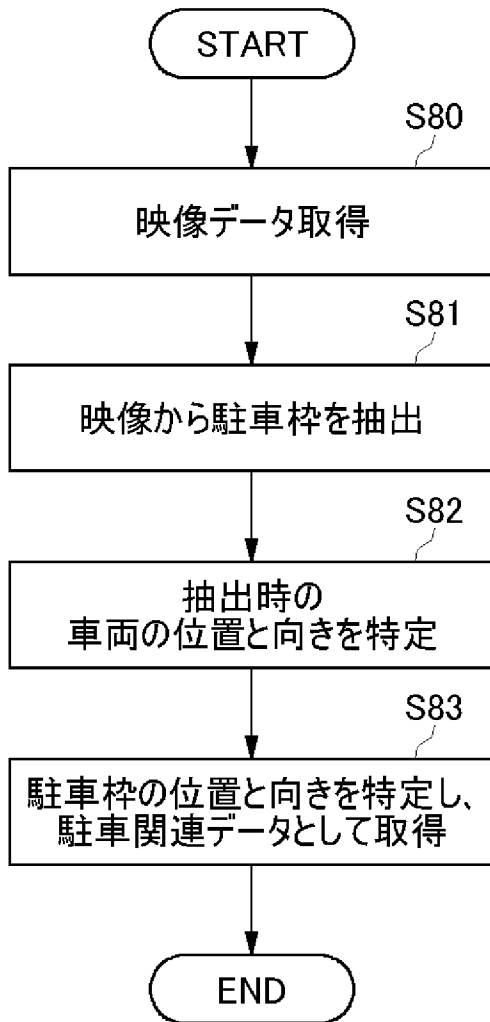 START
S80
映像データ取得
S81
映像から駐車枠を抽出
S82
抽出時の
車両の位置と向きを特定
S83
駐車枠の位置と向きを特定し、
駐車関連データとして取得
END